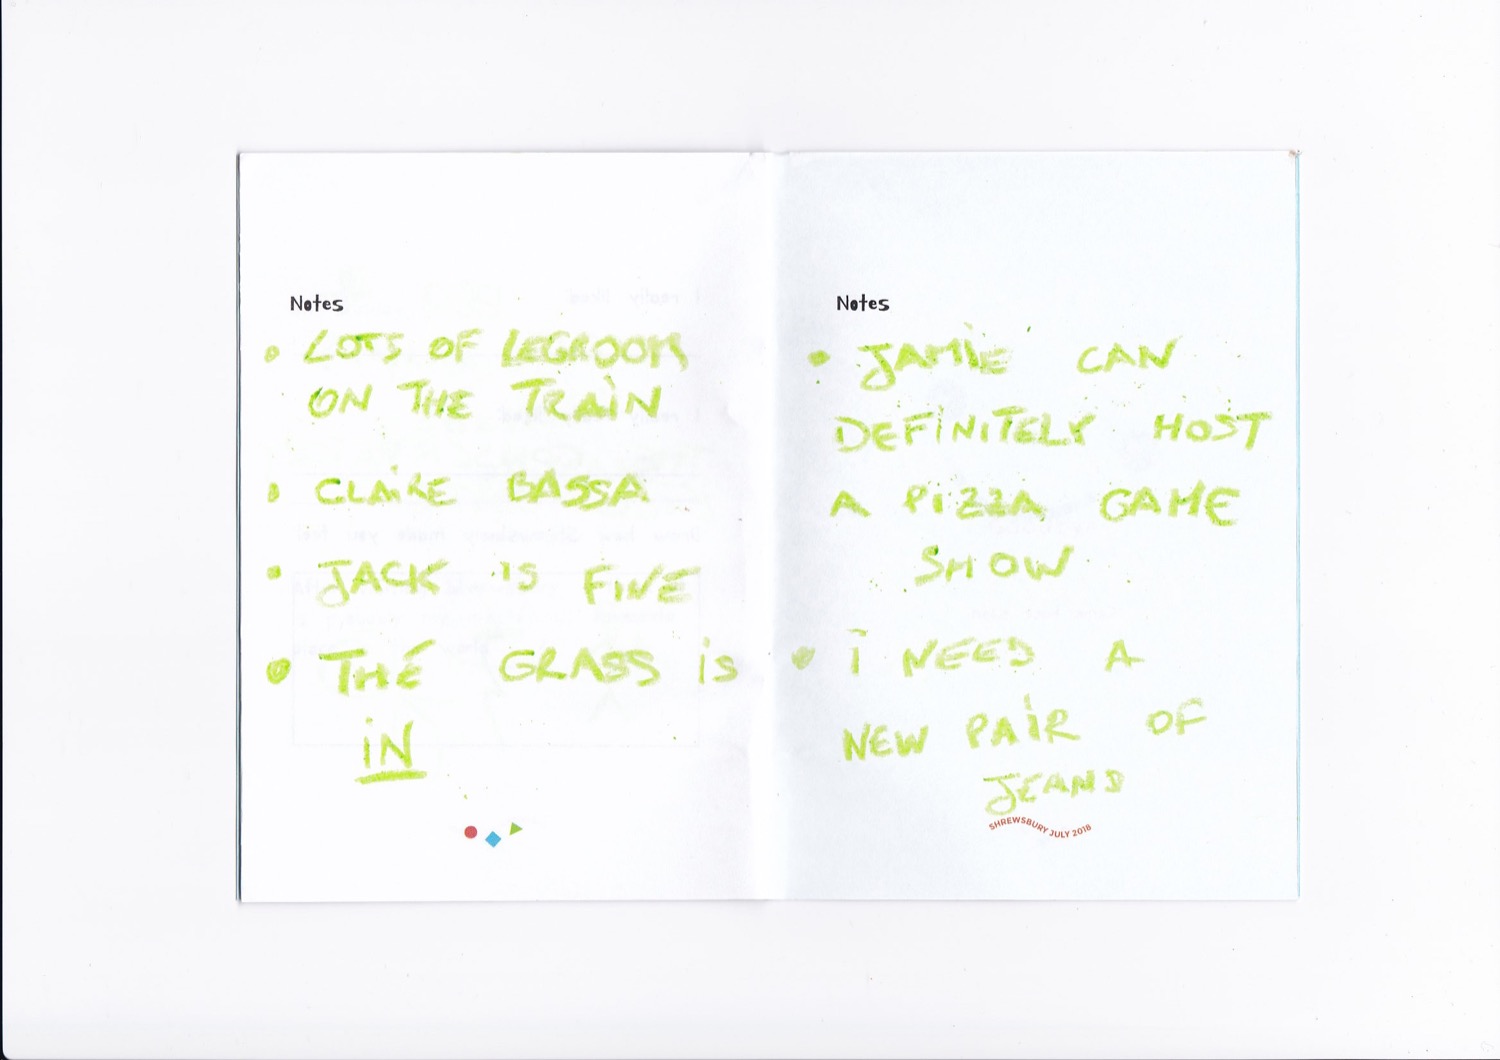 Notes
• LOTS OF LEGROOM
ON THE TRAIN
• CLAIRE BASSA
• JACK IS FINE
• THE GRASS iS
iN
Notes
• JAMiE CAN
DEFiNiTELY HOST
A PiZZA GAME
SHOW
• i NEED A
NEW PAiR OF
JEANS
SHREWSBURY JULY 2018